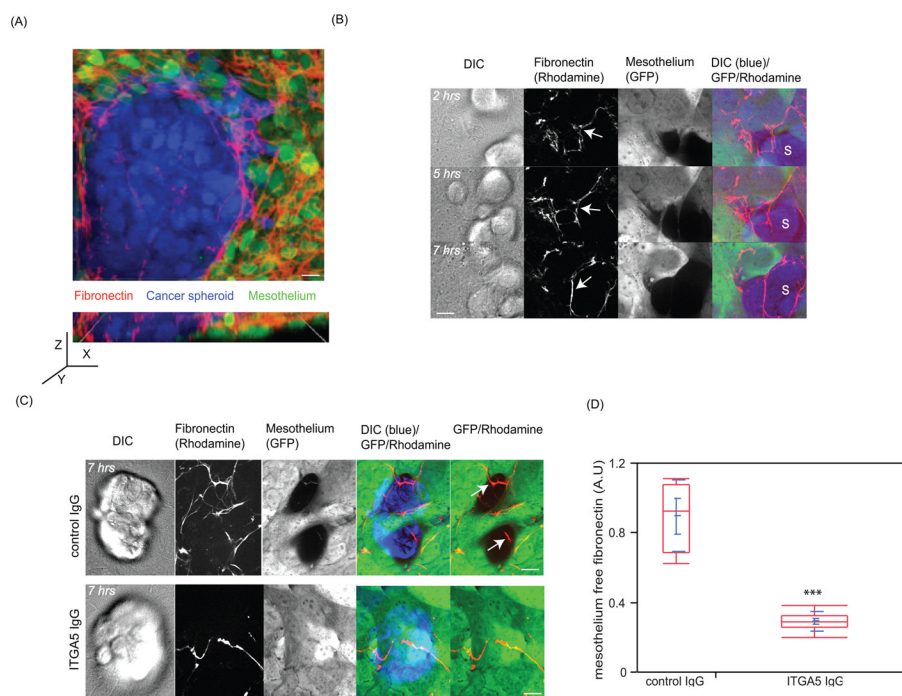 (A)
Fibronectin Cancer spheroid Mesothelium
Z
X
Y
(B)
DIC
Fibronectin
(Rhodamine)
Mesothelium
(GFP)
DIC (blue)/
GFP/Rhodamine
2 hrs
S
5 hrs
S
7 hrs
S
(C)
DIC
Fibronectin
(Rhodamine)
Mesothelium
(GFP)
DIC (blue)/
GFP/Rhodamine
GFP/Rhodamine
control IgG
7 hrs
ITGA5 IgG
7 hrs
(D)
mesothelium free fibronectin (A.U)
1.2
0.8
0.4
0
***
control IgG
ITGA5 IgG